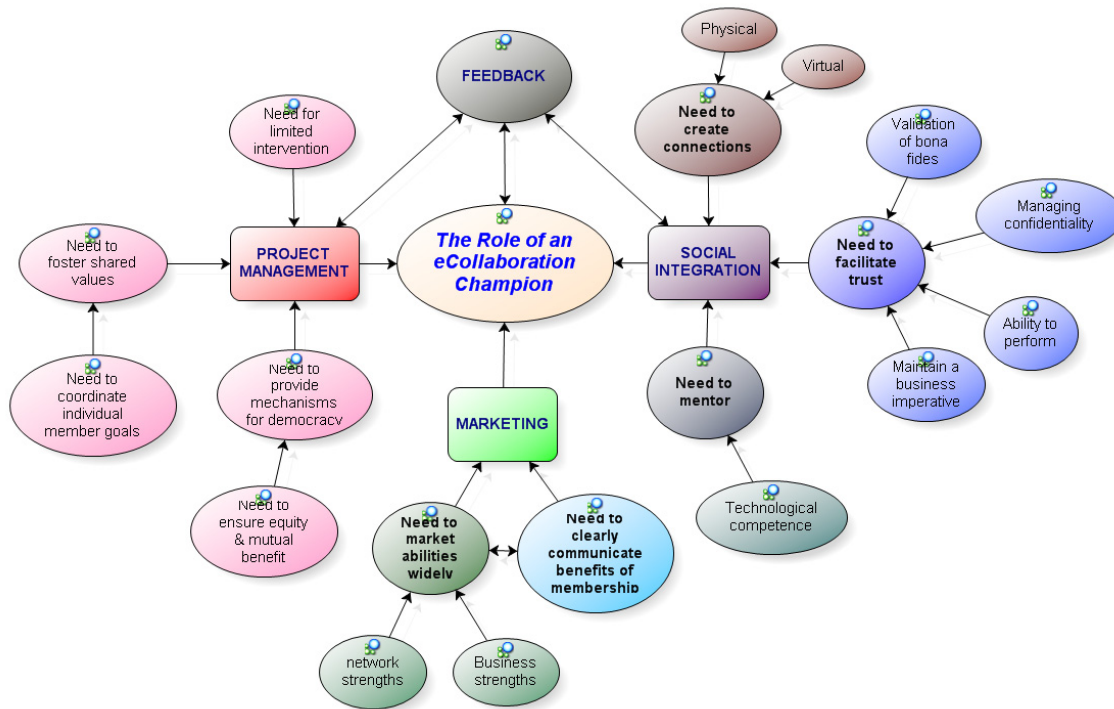 Physical
Virtual
FEEDBACK
Need to
create
connections
Need for
limited
intervention
Validation
of bona
fides
Managing
confidentiality
Need to
foster shared
values
PROJECT
MANAGEMENT
The Role of an
eCollaboration
Champion
SOCIAL
INTEGRATION
Need to
facilitate
trust
Ability to
perform
Maintain a
business
imperative
Need to
coordinate
individual
member goals
Need to
provide
mechanisms
for democracy
Need to
mentor
MARKETING
Need to
ensure equity
& mutual
benefit
Need to
market
abilities
widely
Need to
clearly
communicate
benefits of
membership
Technological
competence
network
strengths
Business
strengths